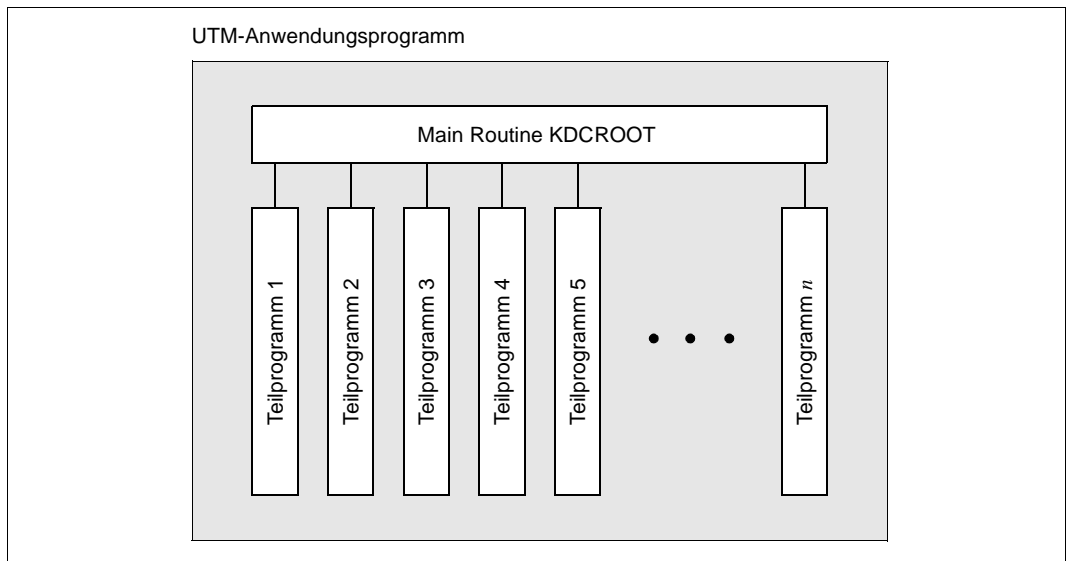 UTM-Anwendungsprogramm
Main Routine KDCROOT
Teilprogramm 1
Teilprogramm 2
Teilprogramm 3
Teilprogramm 4
Teilprogramm 5
• • •
Teilprogramm n